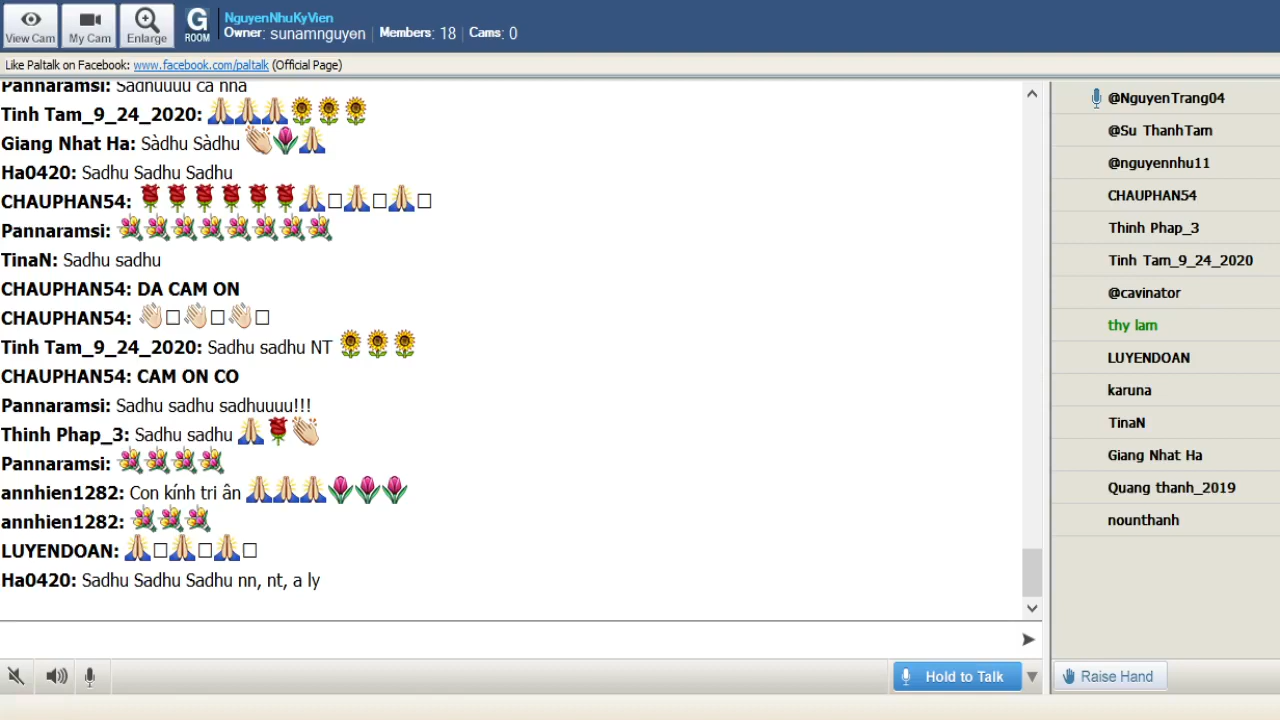 View Cam
My Cam
Enlarge
G
ROOM
NguyenNhuKyVien
Owner: sunamnguyen | Members: 18 | Cams: 0
Like Paltalk on Facebook: www.facebook.com/paltalk (Official Page)
Pannaramsi: Sadhuuuu ca nha
Tinh Tam_9_24_2020: 🙏🙏🙏🌻🌻🌻
Giang Nhat Ha: Sàdhu Sàdhu 👏🌷🙏
Ha0420: Sadhu Sadhu Sadhu
CHAUPHAN54: 🌹🌹🌹🌹🌹🌹🙏□🙏□🙏□
Pannaramsi: 💐💐💐💐💐💐💐💐
TinaN: Sadhu sadhu
CHAUPHAN54: DA CAM ON
CHAUPHAN54: 👋□👋□👋□
Tinh Tam_9_24_2020: Sadhu sadhu NT 🌻🌻🌻
CHAUPHAN54: CAM ON CO
Pannaramsi: Sadhu sadhu sadhuuuu!!!
Thinh Phap_3: Sadhu sadhu 🙏🌹👏
Pannaramsi: 💐💐💐💐
annhien1282: Con kính tri ân 🙏🙏🙏🌷🌷🌷
annhien1282: 💐💐💐
LUYENDOAN: 🙏□🙏□🙏□
Ha0420: Sadhu Sadhu Sadhu nn, nt, a ly
@NguyenTrang04
@Su ThanhTam
@nguyennhu11
CHAUPHAN54
Thinh Phap_3
Tinh Tam_9_24_2020
@cavinator
thy lam
LUYENDOAN
karuna
TinaN
Giang Nhat Ha
Quang thanh_2019
nounthanh
Hold to Talk
Raise Hand